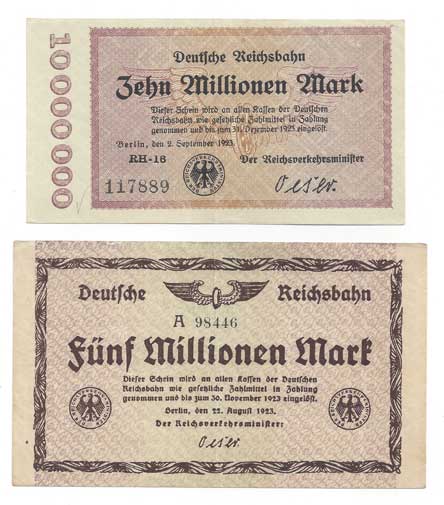 10000000
Deutsche Reichsbahn
Zehn Millionen Mark
Dieser Schein wird an allen Kassen der Deutschen
Reichsbahn wie gesetzliche Zahlmittel in Zahlung
genommen und bis zum 31. Dezember 1923 eingelöst.
Berlin, den 2. September 1923.
RH-16
Der Reichsverkehrsminister
117889
Oeser
Deutsche Reichsbahn
A 98446
Fünf Millionen Mark
Dieser Schein wird an allen Kassen der Deutschen
Reichsbahn wie gesetzliche Zahlmittel in Zahlung
genommen und bis zum 30. November 1923 eingelöst.
Berlin, den 22. August 1923.
Der Reichsverkehrsminister:
Oeser